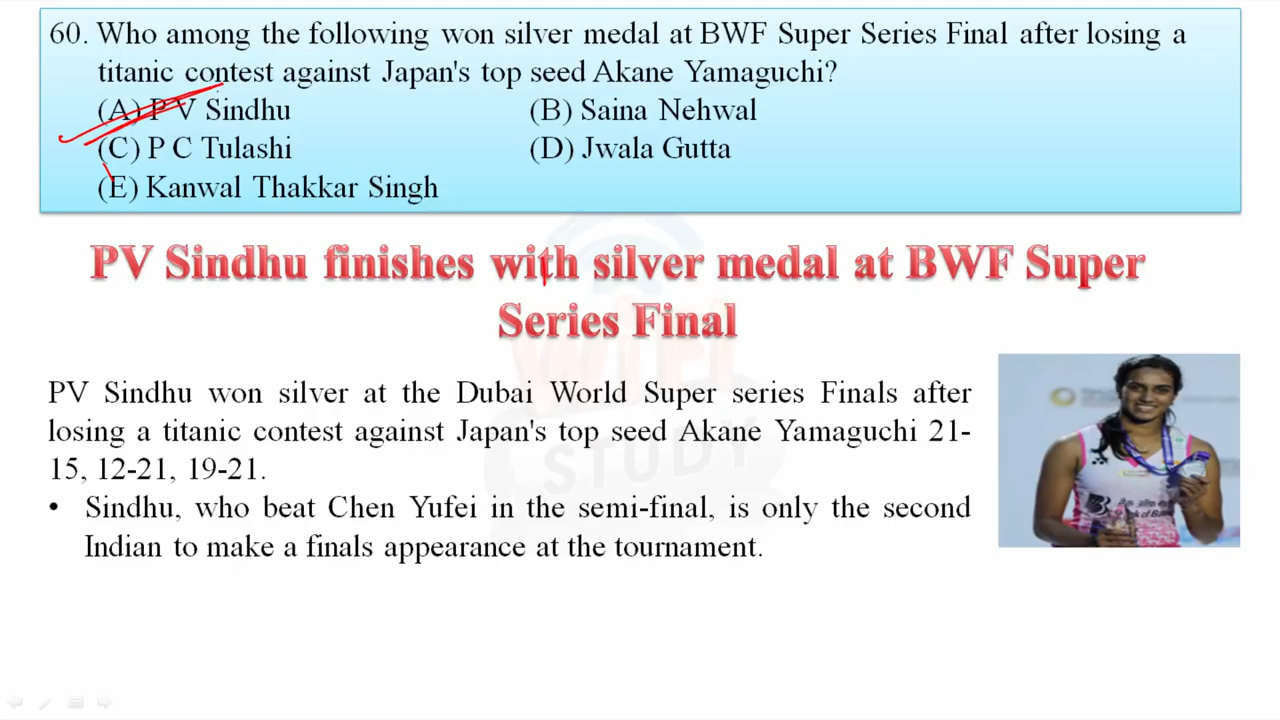 60. Who among the following won silver medal at BWF Super Series Final after losing a
titanic contest against Japan's top seed Akane Yamaguchi?
(A) P V Sindhu (B) Saina Nehwal
(C) P C Tulashi (D) Jwala Gutta
(E) Kanwal Thakkar Singh
PV Sindhu finishes with silver medal at BWF Super
Series Final
PV Sindhu won silver at the Dubai World Super series Finals after
losing a titanic contest against Japan's top seed Akane Yamaguchi 21-
15, 12-21, 19-21.
• Sindhu, who beat Chen Yufei in the semi-final, is only the second
Indian to make a finals appearance at the tournament.
WIFI
STUDY